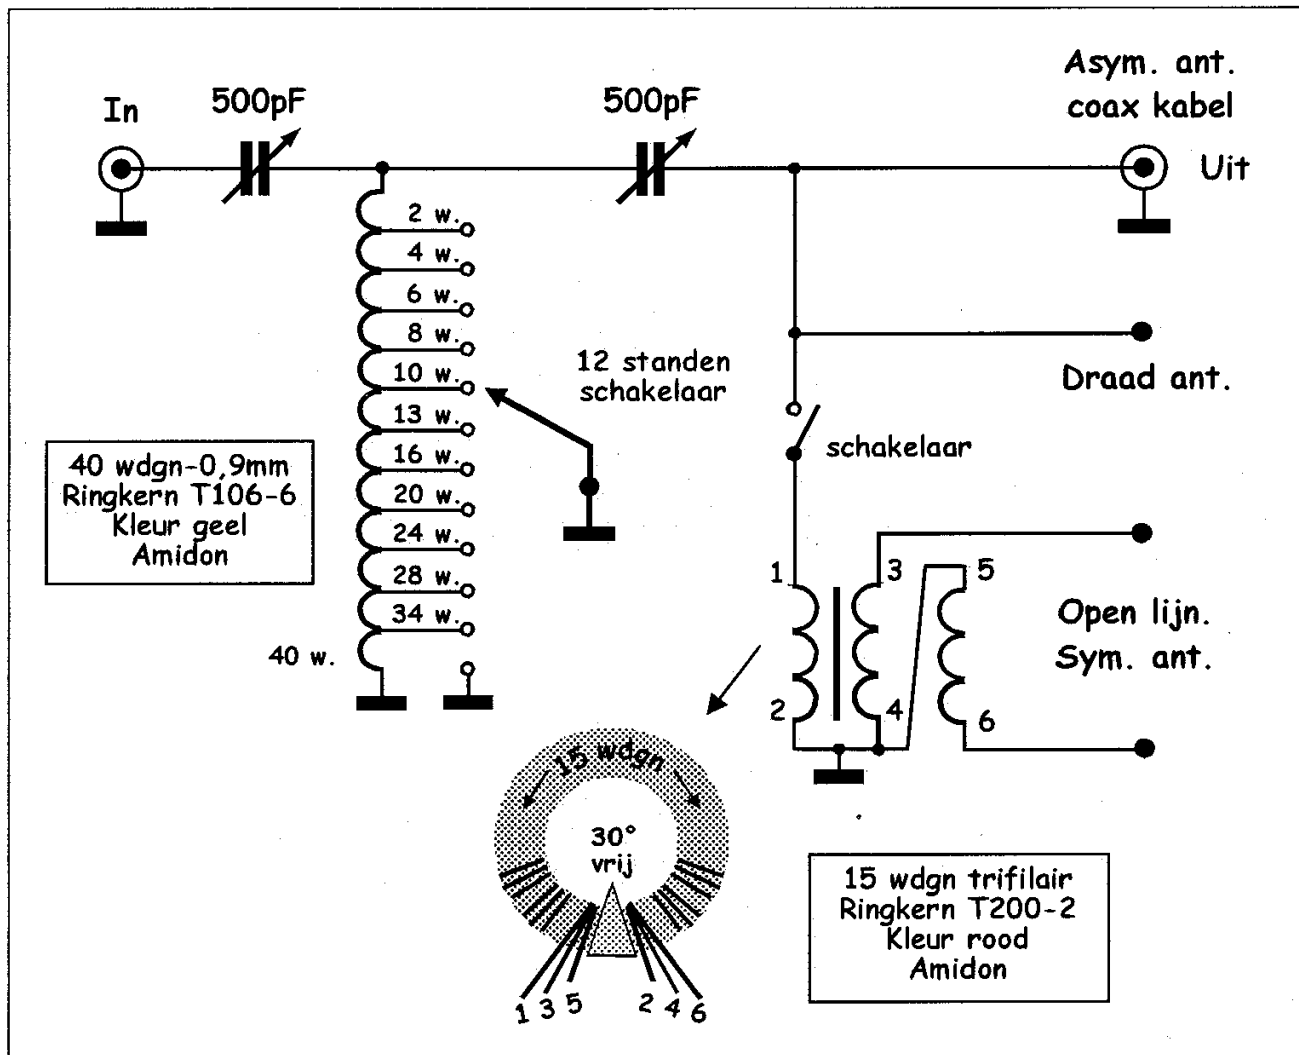 In
500pF
500pF
Asym. ant.
coax kabel
Uit
2 w.
4 w.
6 w.
8 w.
10 w.
13 w.
16 w.
20 w.
24 w.
28 w.
34 w.
40 w.
12 standen
schakelaar
Draad ant.
schakelaar
40 wdgn-0,9mm
Ringkern T106-6
Kleur geel
Amidon
1
3
5
2
4
6
Open lijn.
Sym. ant.
15 wdgn
30°
vrij
1 3 5
2 4 6
15 wdgn trifilair
Ringkern T200-2
Kleur rood
Amidon